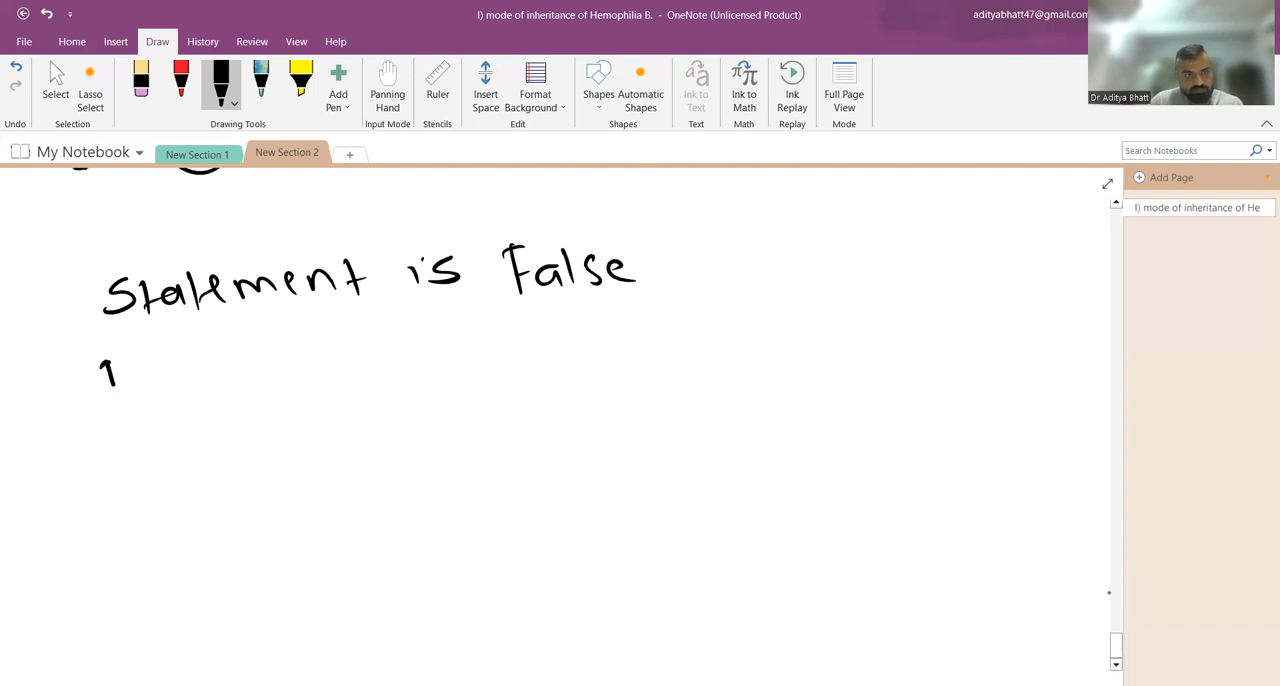 I) mode of inheritance of Hemophilia B. - OneNote (Unlicensed Product)
adityabhatt47@gmail.com
File Home Insert Draw History Review View Help
Dr Aditya Bhatt
Select Lasso Select Add Pen Panning Hand Ruler Insert Space Format Background Shapes Automatic Shapes Ink to Text Ink to Math Ink Replay Full Page View
Undo Selection Drawing Tools Input Mode Stencils Edit Shapes Text Math Replay Mode
My Notebook New Section 1 New Section 2 Search Notebooks
Add Page
I) mode of inheritance of He
Statement is False